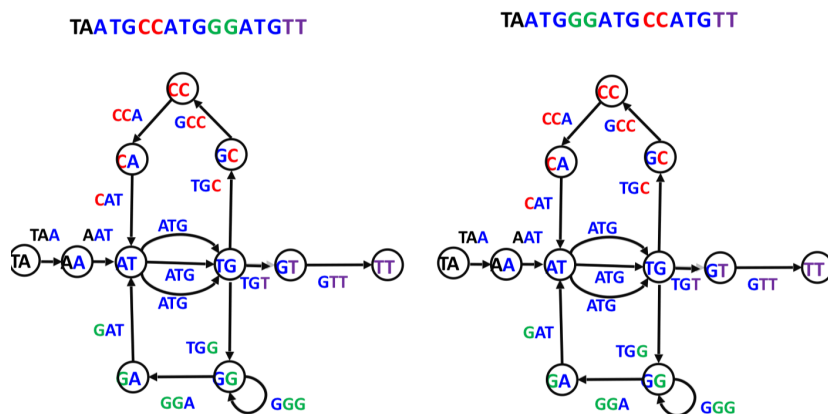 TAATGCCATGGGATGTT
TAATGGGATGCCATGTT
CC
CCA
GCC
CA
GC
CAT
TGC
TAA
AAT
ATG
TA
AA
AT
ATG
TG
TGT
GT
GTT
TT
ATG
GAT
TGG
GA
GG
GGA
GGG
CC
CCA
GCC
CA
GC
CAT
TGC
TAA
AAT
ATG
TA
AA
AT
ATG
TG
TGT
GT
GTT
TT
ATG
GAT
TGG
GA
GG
GGA
GGG